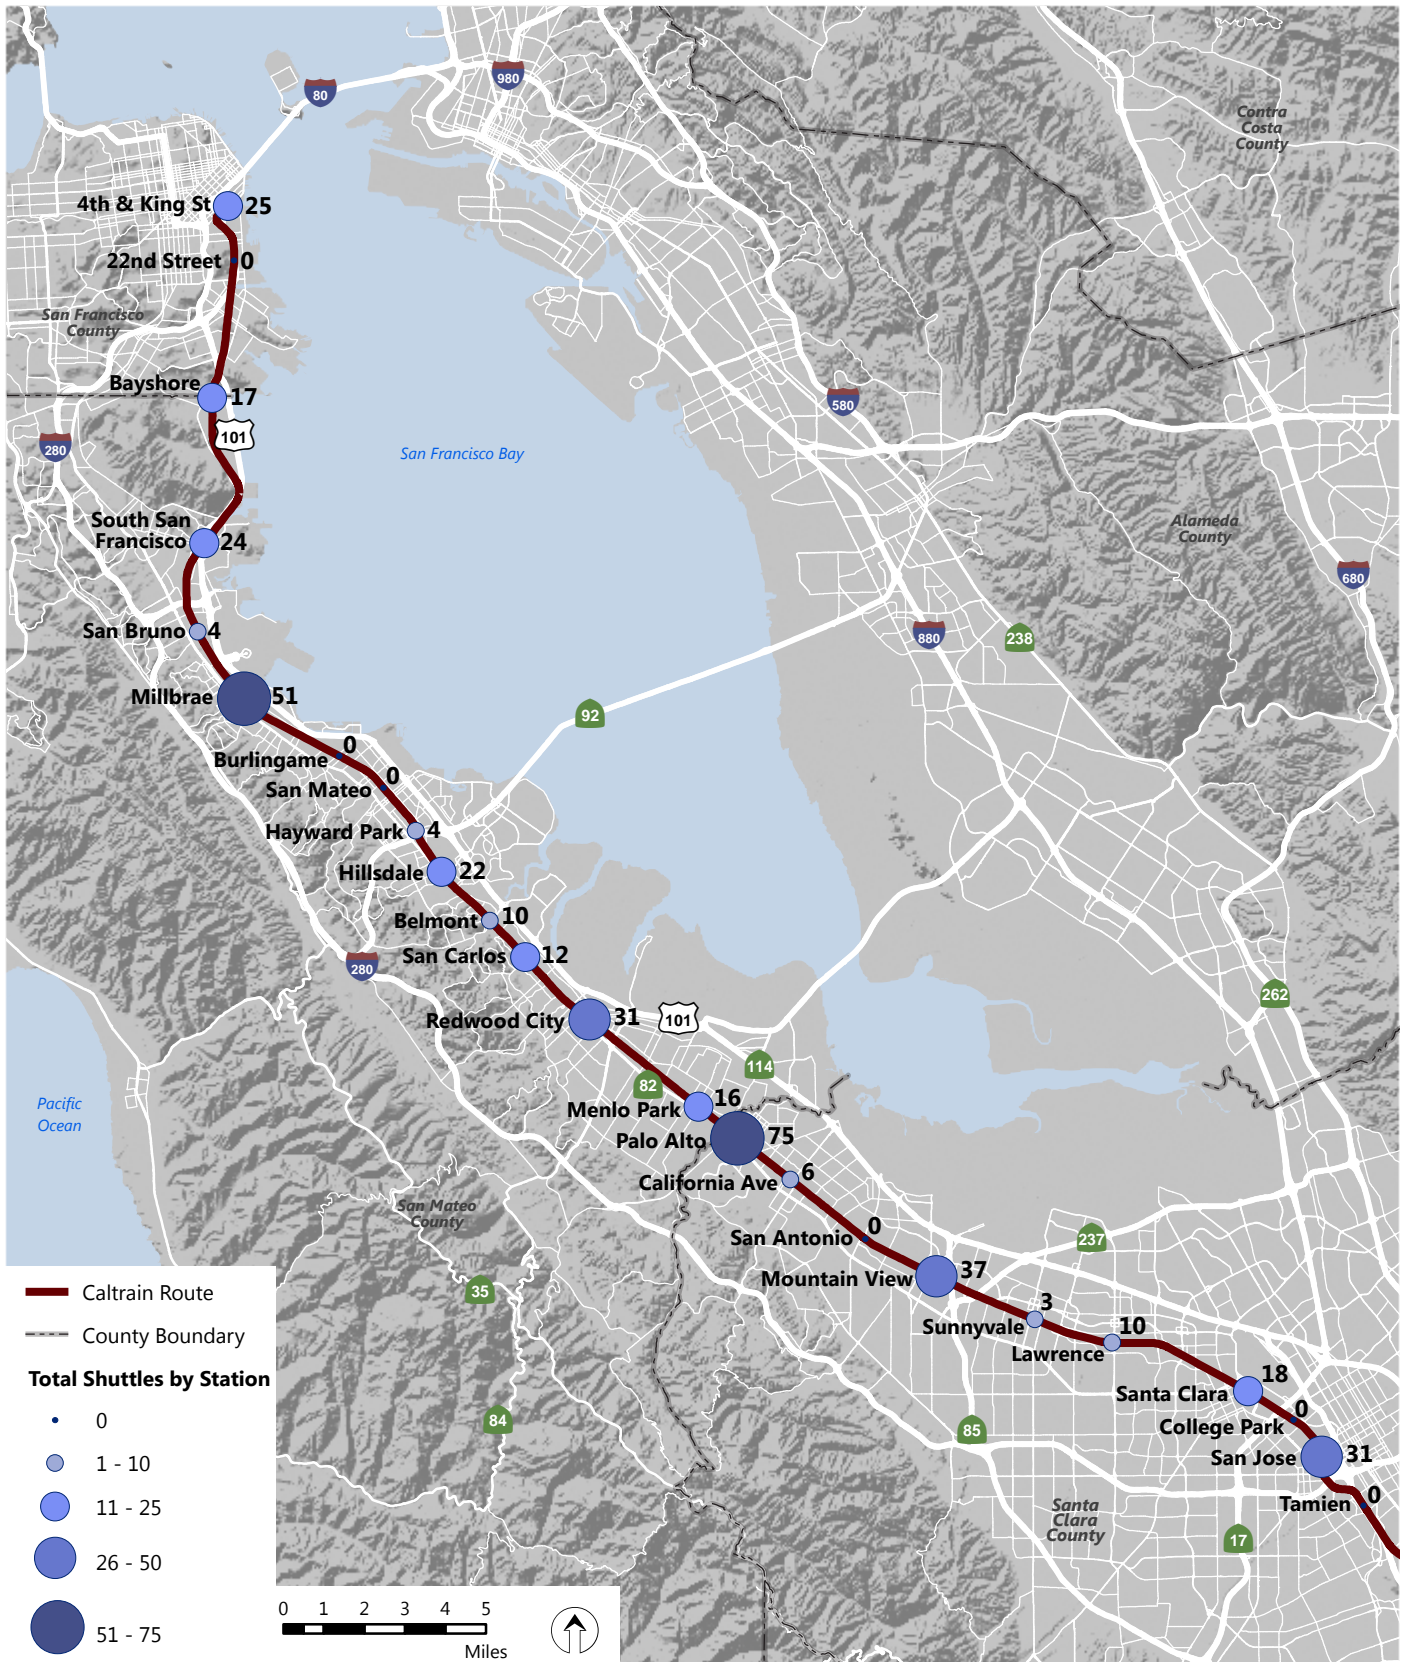 80
980
Contra
Costa
County
4th & King St
25
22nd Street
0
San Francisco
County
Bayshore
17
580
101
280
San Francisco Bay
South San
Francisco
24
Alameda
County
680
San Bruno
4
880
238
Millbrae
51
92
Burlingame
0
San Mateo
0
Hayward Park
4
Hillsdale
22
Belmont
10
San Carlos
12
280
262
Redwood City
31
101
114
82
Pacific
Ocean
Menlo Park
16
Palo Alto
75
California Ave
6
San Mateo
County
San Antonio
0
237
Mountain View
37
35
Sunnyvale
3
Lawrence
10
Santa Clara
18
College Park
0
84
85
San Jose
31
Tamien
0
Santa
Clara
County
17
Caltrain Route
County Boundary
Total Shuttles by Station
0
1 - 10
11 - 25
26 - 50
51 - 75
0 1 2 3 4 5
Miles